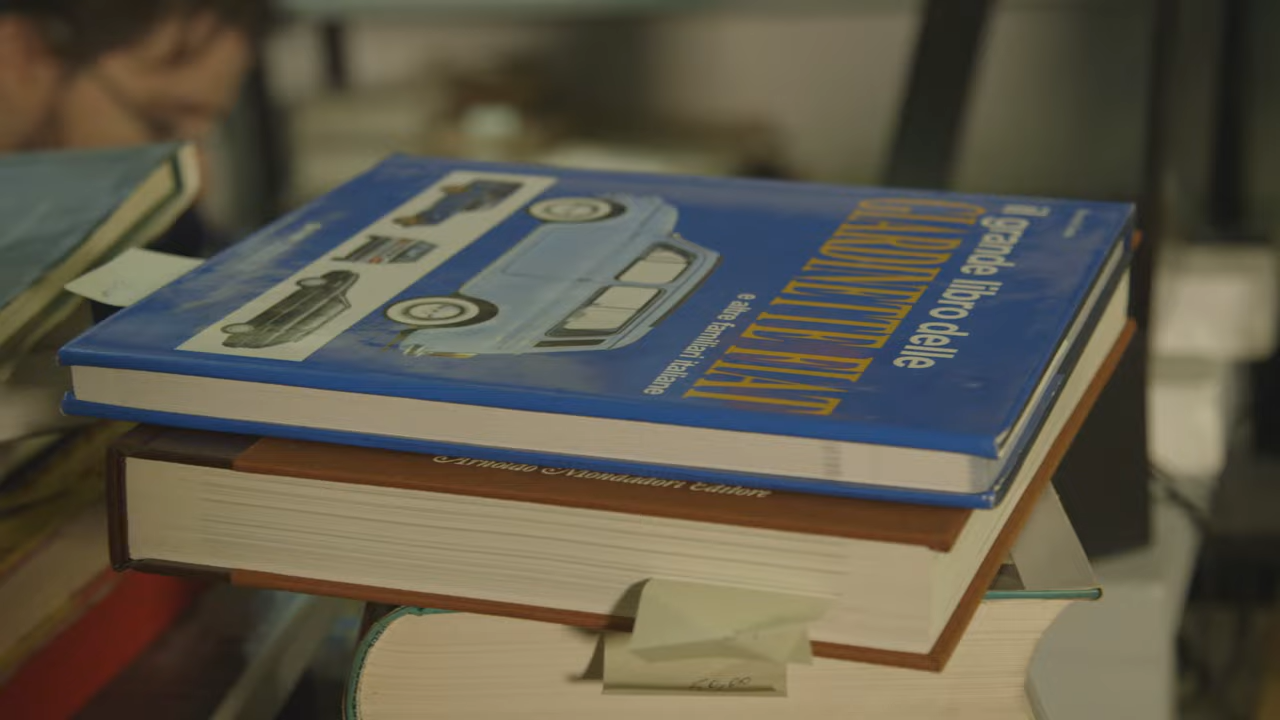 il grande libro delle
GIARDINETTE FIAT
e altre familiari italiane
Arnoldo Mondadori Editore